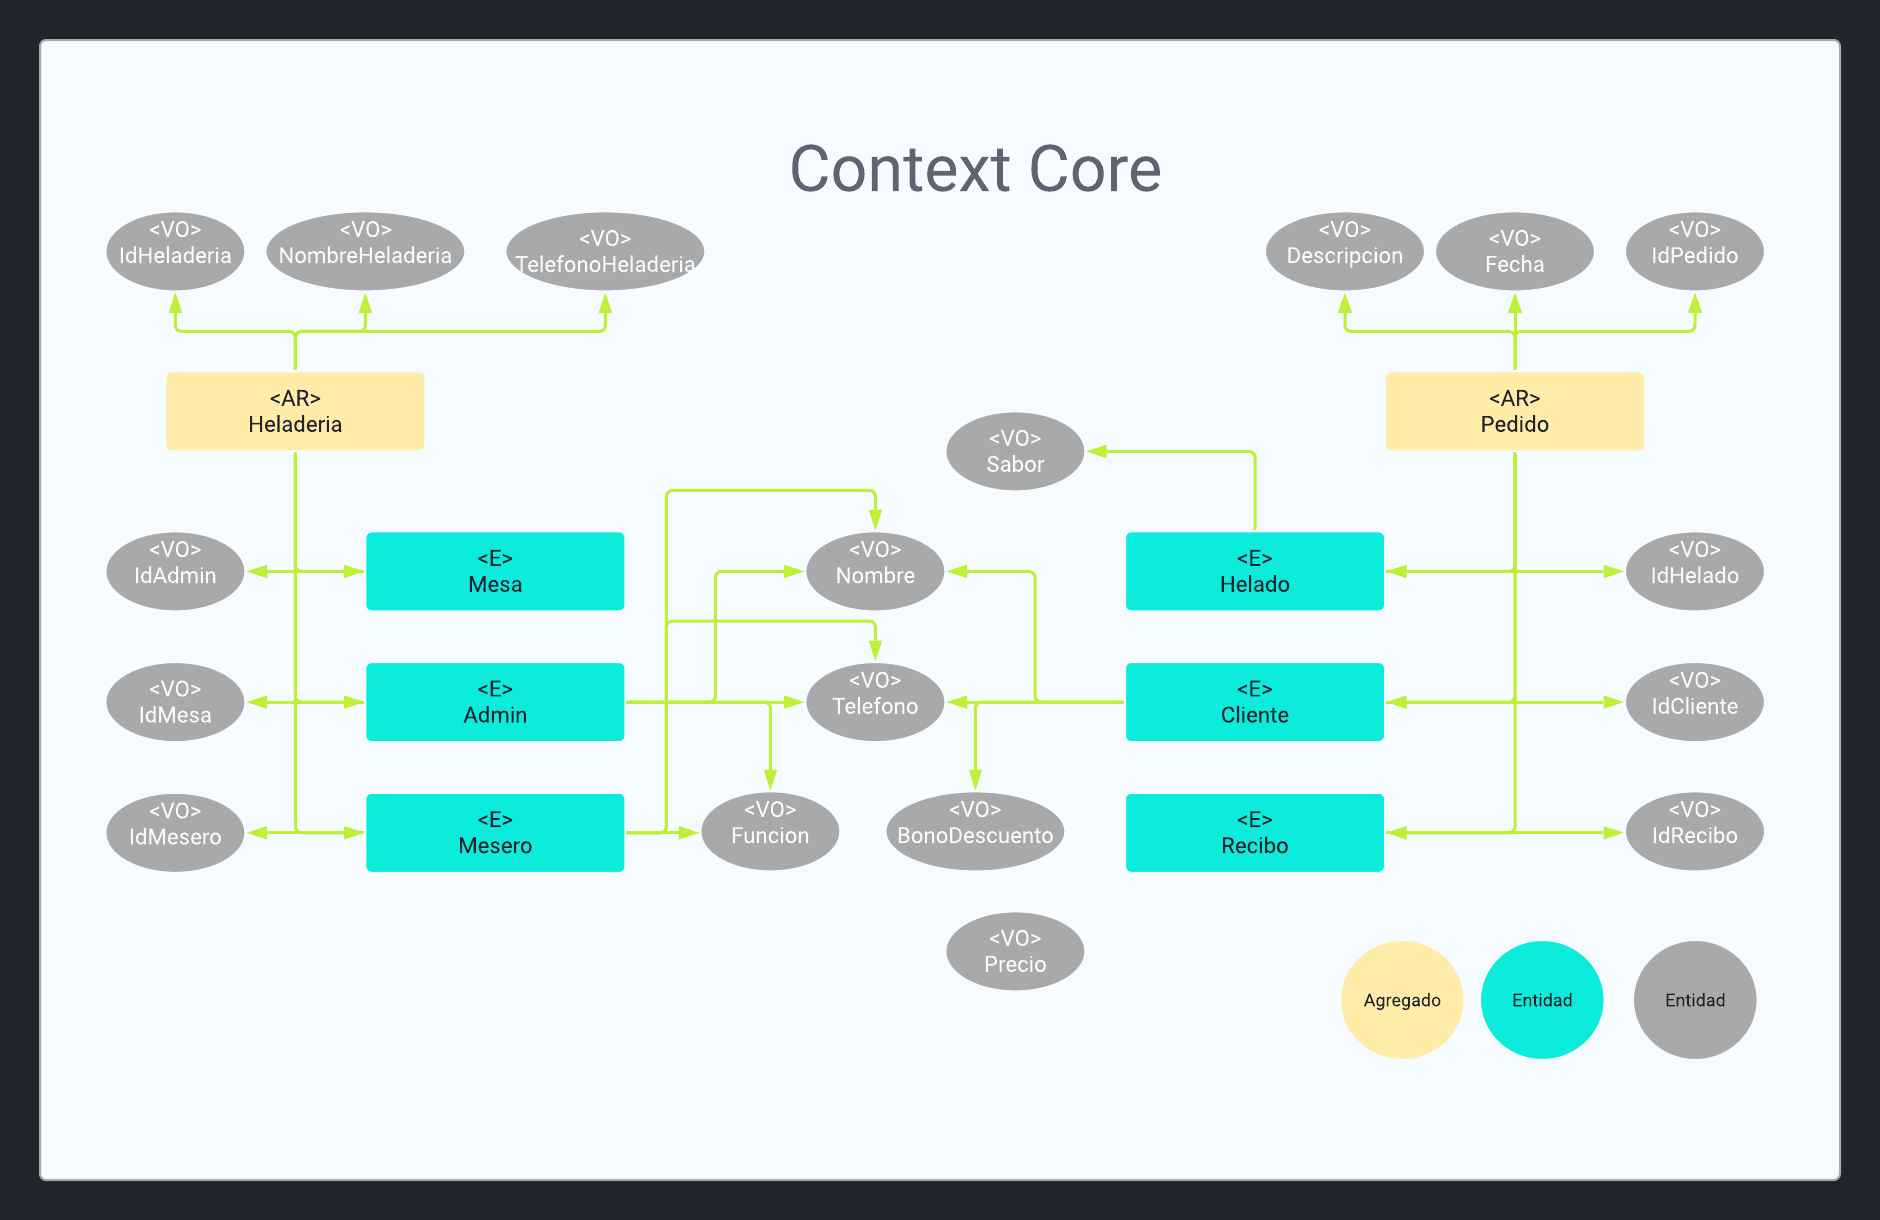 Context Core
<VO>
IdHeladeria
<VO>
NombreHeladeria
<VO>
TelefonoHeladeria
<VO>
Descripcion
<VO>
Fecha
<VO>
IdPedido
<AR>
Heladeria
<AR>
Pedido
<VO>
Sabor
<VO>
IdAdmin
<E>
Mesa
<VO>
Nombre
<E>
Helado
<VO>
IdHelado
<VO>
IdMesa
<E>
Admin
<VO>
Telefono
<E>
Cliente
<VO>
IdCliente
<VO>
IdMesero
<E>
Mesero
<VO>
Funcion
<VO>
BonoDescuento
<E>
Recibo
<VO>
IdRecibo
<VO>
Precio
Agregado
Entidad
Entidad